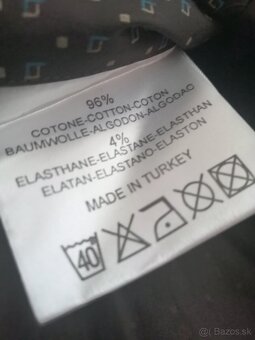 96%
COTONE-COTTON-COTON
BAUMWOLLE-ALGODON-ALGODAO
4%
ELASTHANE-ELASTANE-ELASTHAN
ELATAN-ELASTANO-ELASTON
MADE IN TURKEY
40
Bazos.sk